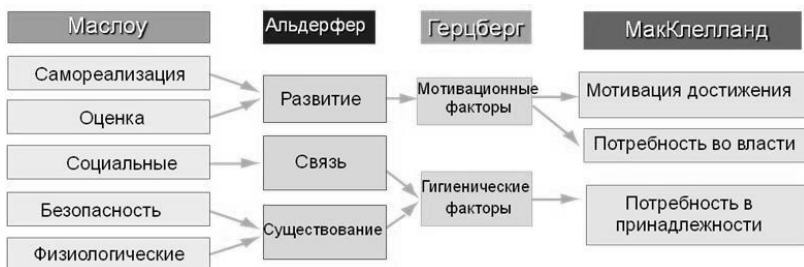 Маслоу
Альдерфер
Герцберг
МакКлелланд
Самореализация
Оценка
Социальные
Безопасность
Физиологические
Развитие
Связь
Существование
Мотивационные
факторы
Гигиенические
факторы
Мотивация достижения
Потребность во власти
Потребность в
принадлежности